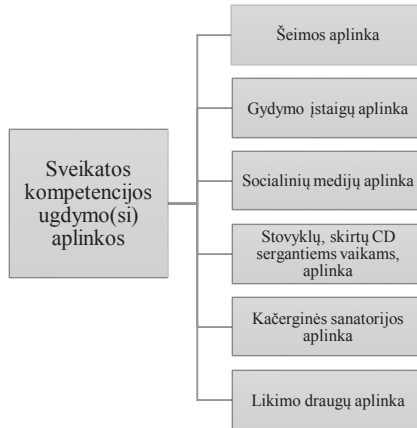 Sveikatos
kompetencijos
ugdymo(si)
aplinkos
Šeimos aplinka
Gydymo įstaigų aplinka
Socialinių medijų aplinka
Stovyklų, skirtų CD
sergantiems vaikams,
aplinka
Kačerginės sanatorijos
aplinka
Likimo draugų aplinka